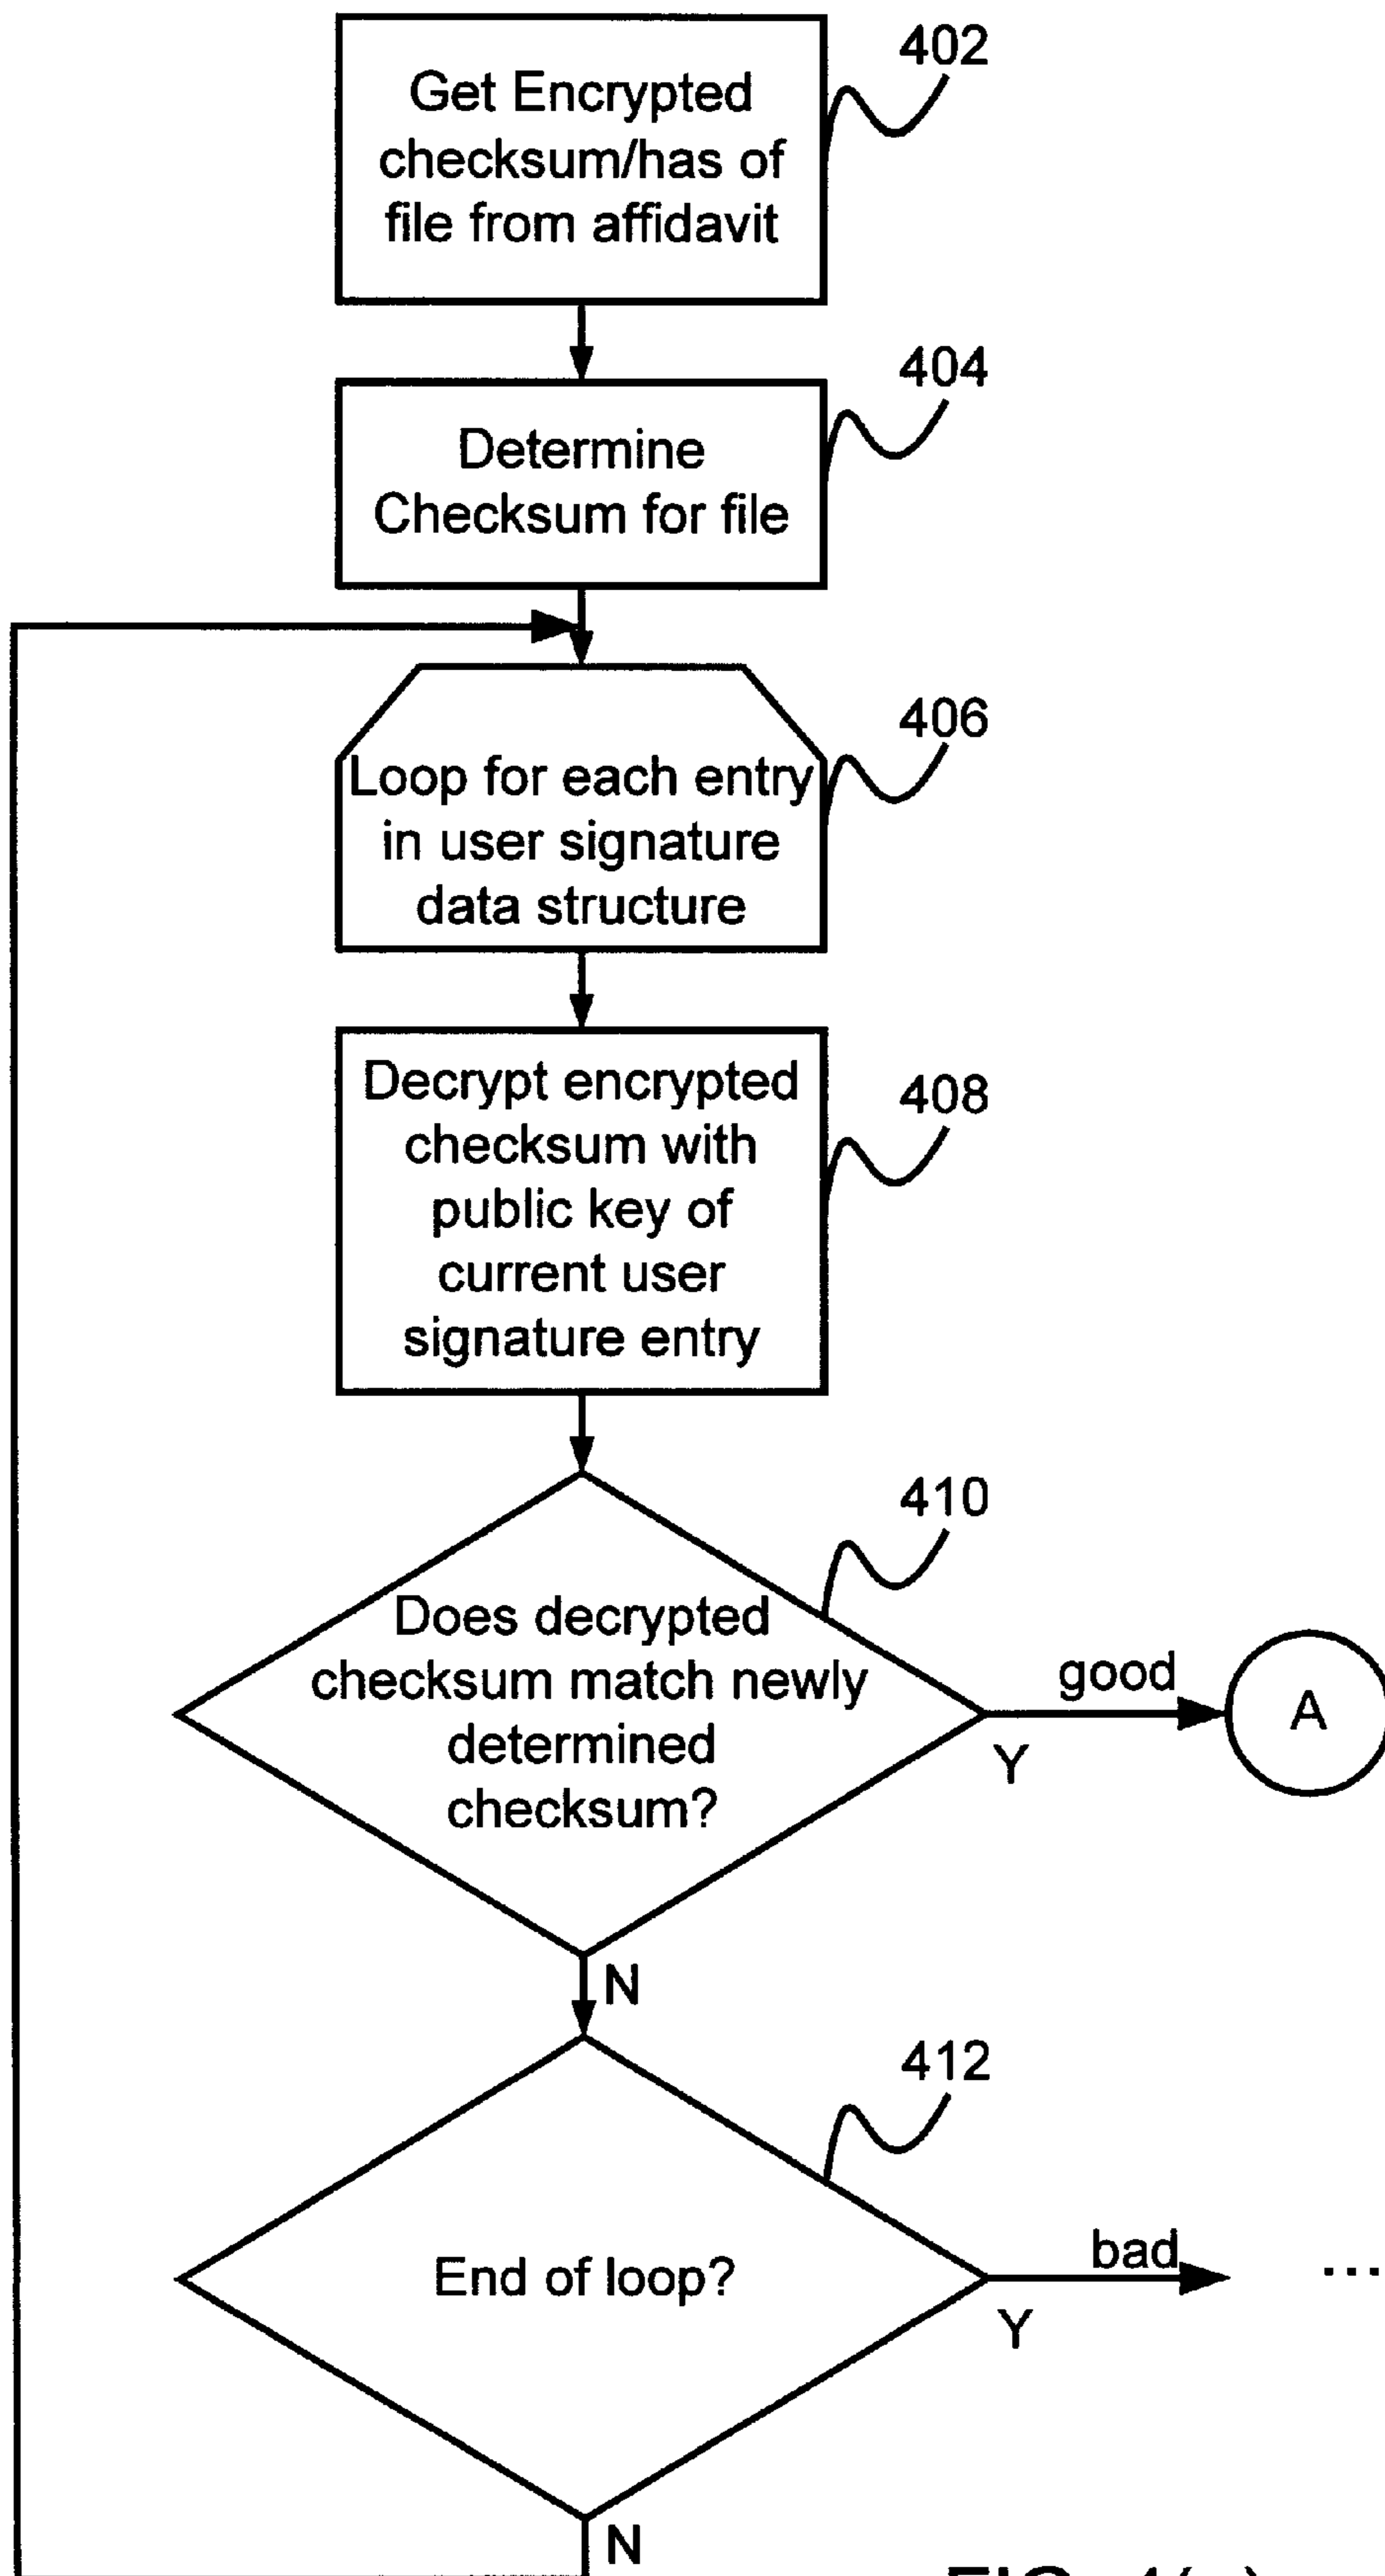 402
Get Encrypted
checksum/has of
file from affidavit
404
Determine
Checksum for file
406
Loop for each entry
in user signature
data structure
408
Decrypt encrypted
checksum with
public key of
current user
signature entry
410
Does decrypted
checksum match newly
determined
checksum?
good
A
Y
N
412
End of loop?
bad
...
Y
N